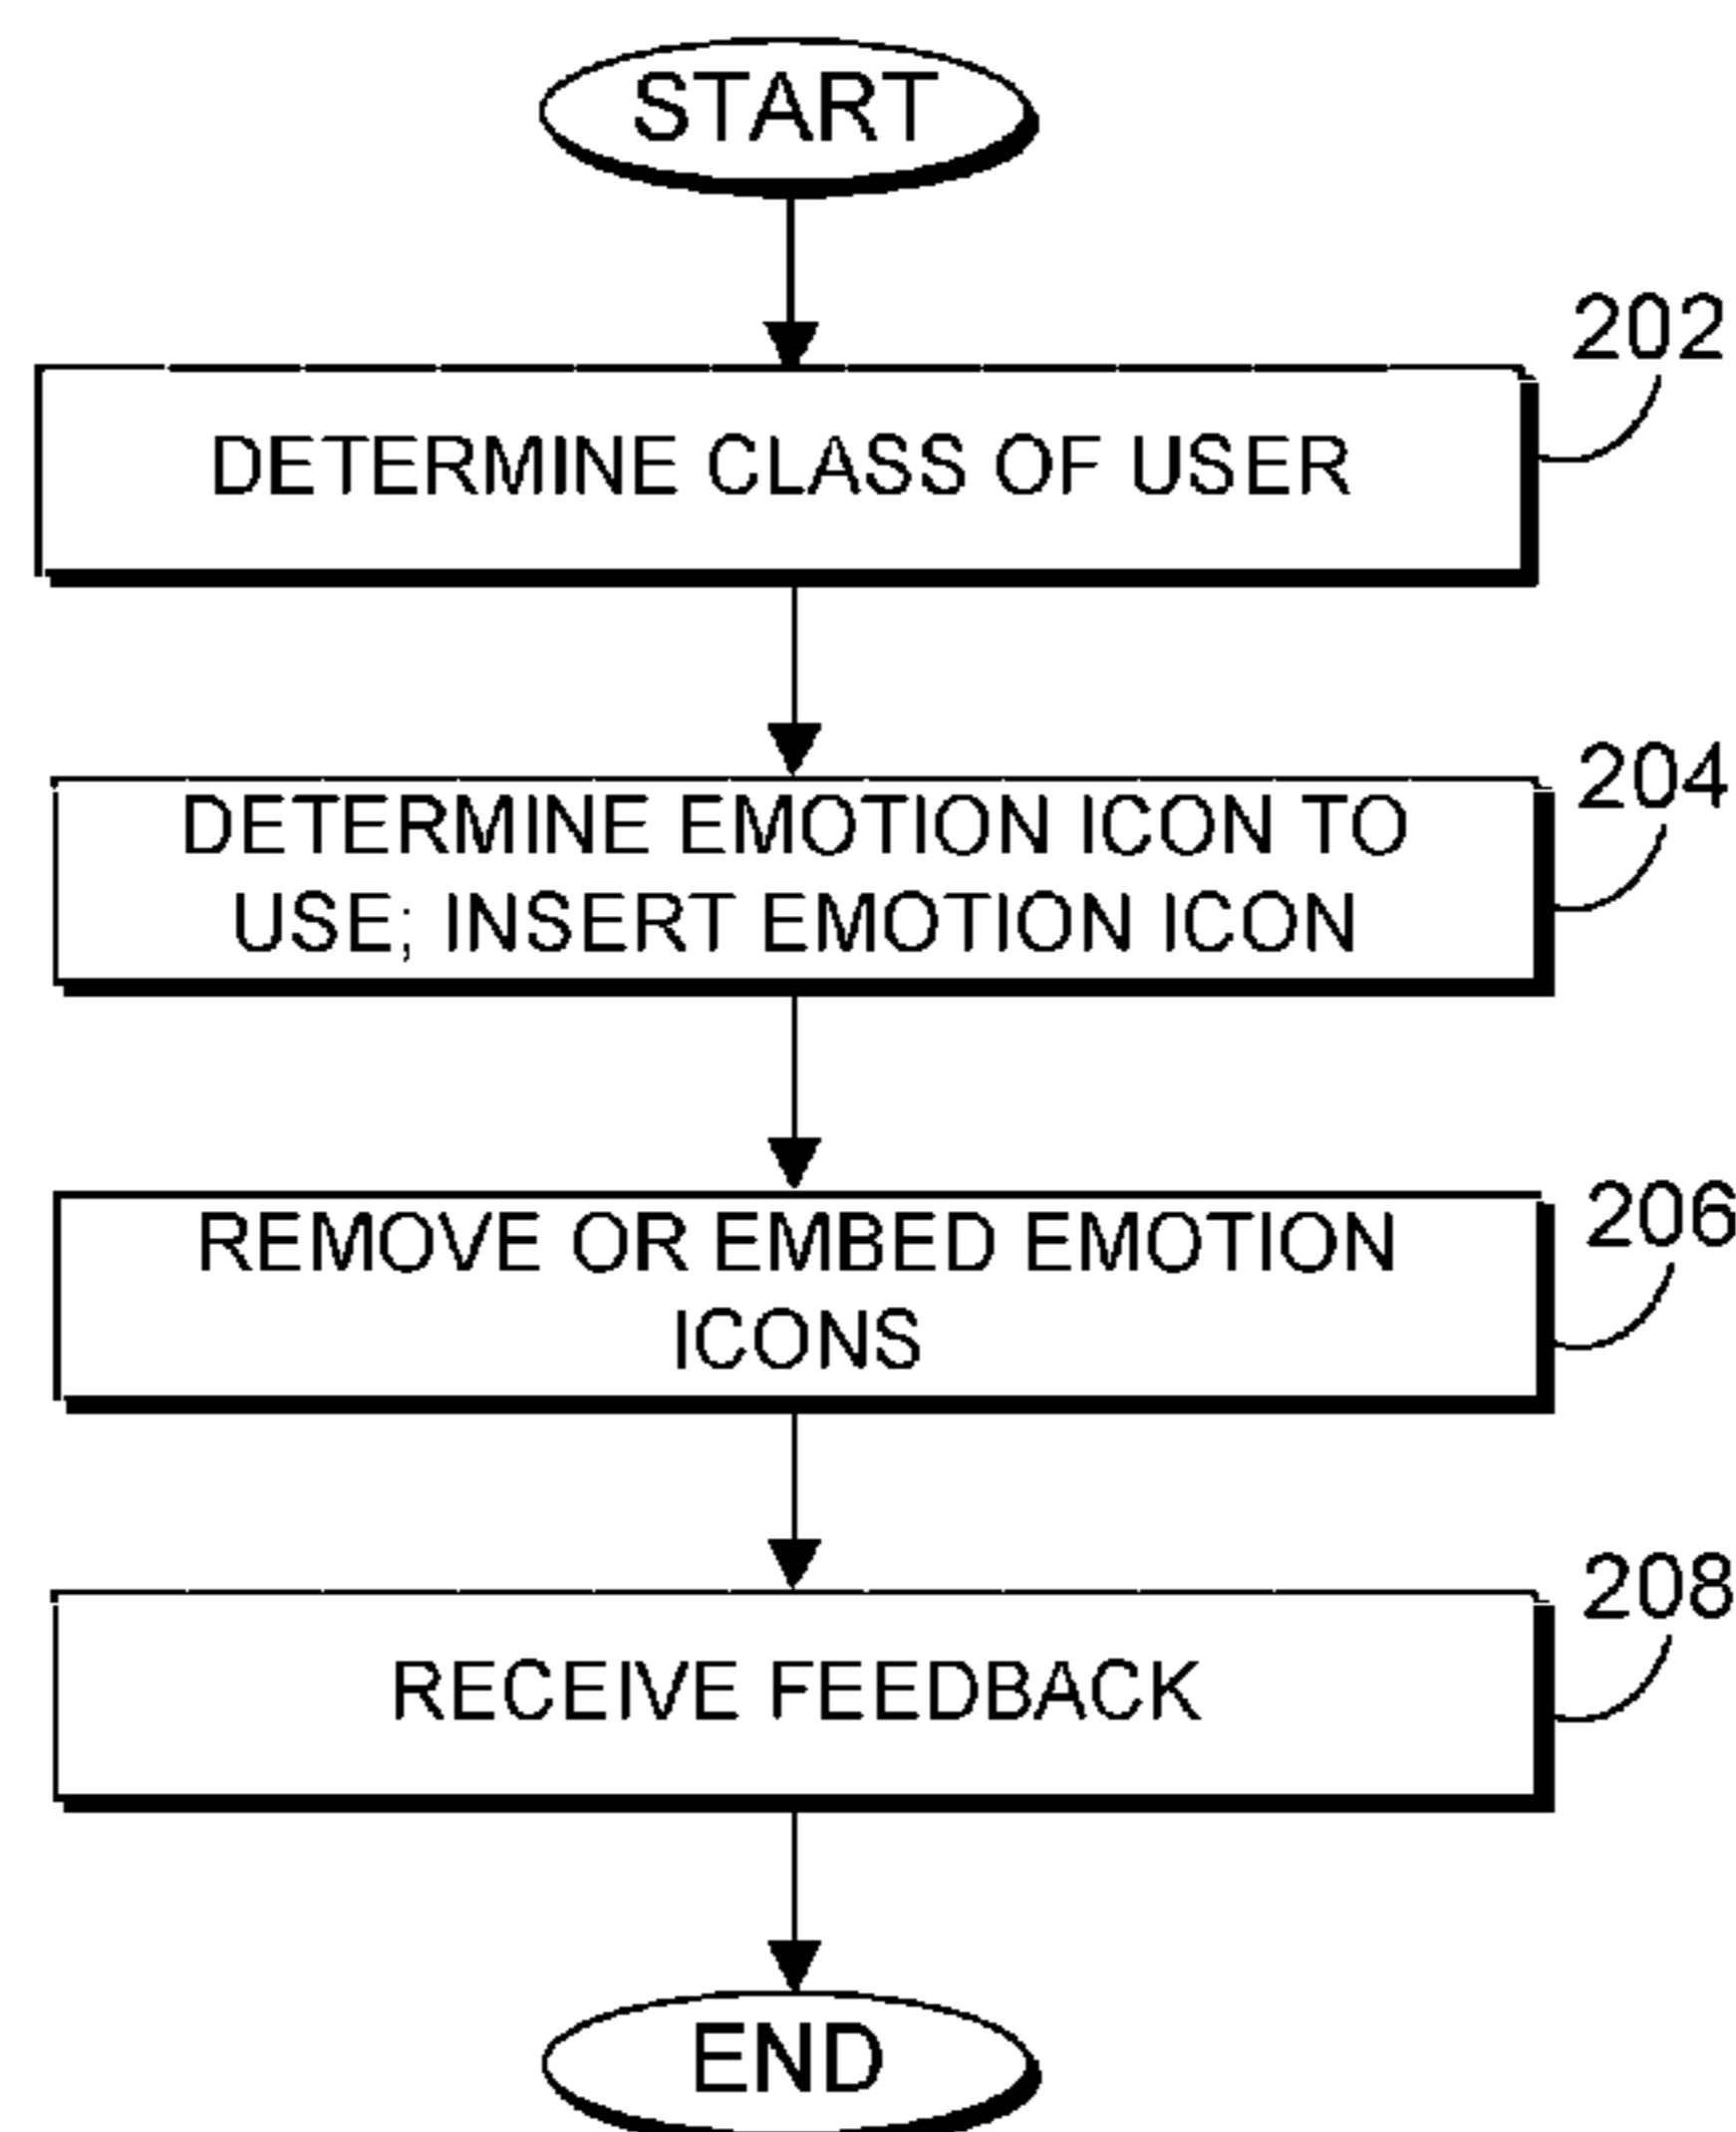 START
202
DETERMINE CLASS OF USER
204
DETERMINE EMOTION ICON TO
USE; INSERT EMOTION ICON
206
REMOVE OR EMBED EMOTION
ICONS
208
RECEIVE FEEDBACK
END